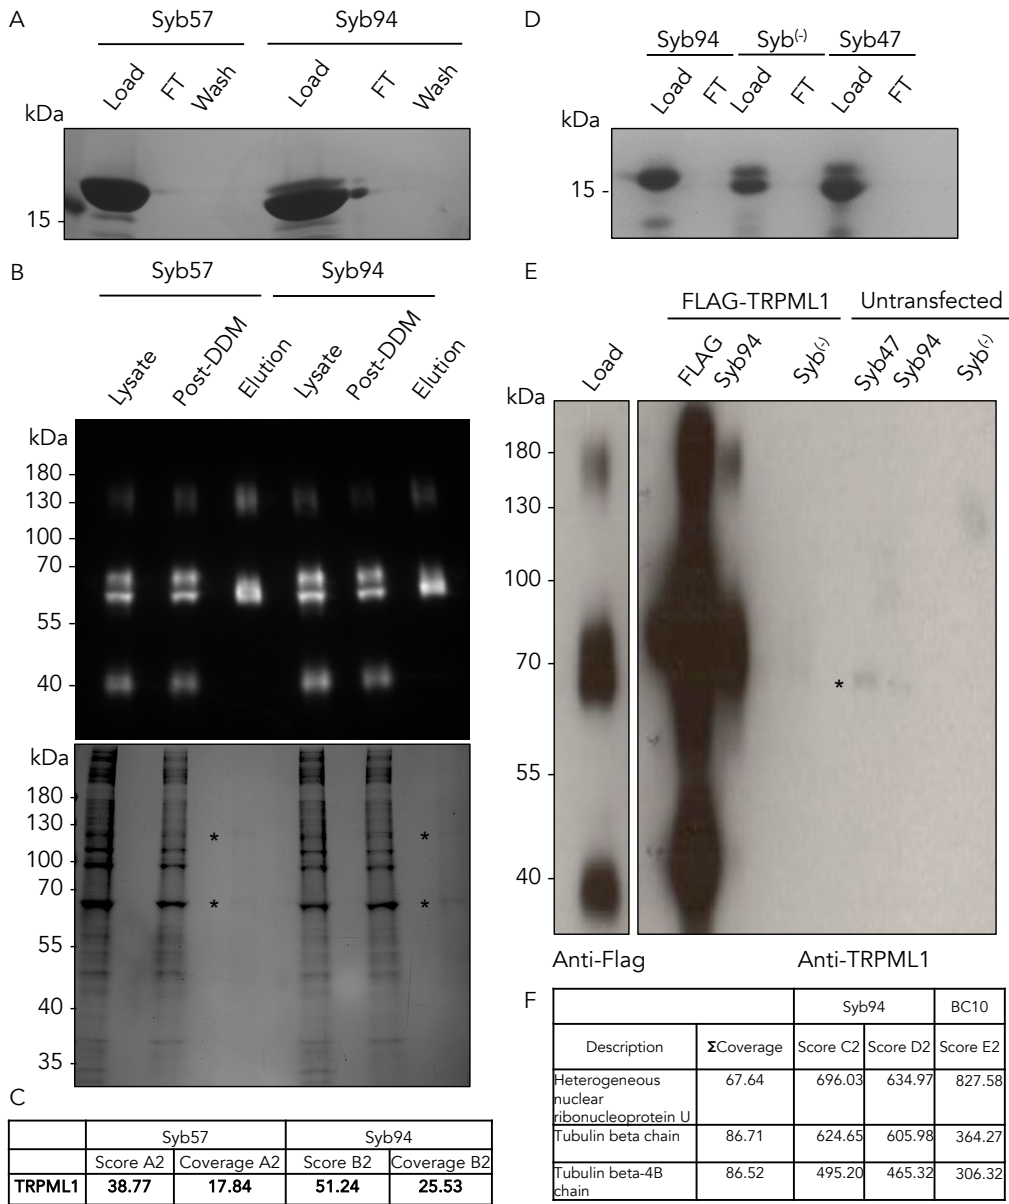 A
Syb57 Syb94
Load FT Wash Load FT Wash
kDa
15 -
B
Syb57 Syb94
Lysate Post-DDM Elution Lysate Post-DDM Elution
kDa
180 -
130 -
100 -
70 -
55 -
40 -
kDa
180 -
130 -
* *
100 -
70 -
* *
55 -
40 -
35 -
C
Syb57 Syb94
Score A2 Coverage A2 Score B2 Coverage B2
TRPML1 38.77 17.84 51.24 25.53
D
Syb94 Syb(-) Syb47
Load FT Load FT Load FT
kDa
15 -
E
FLAG-TRPML1 Untransfected
Load FLAG Syb94 Syb(-) Syb47 Syb94 Syb(-)
kDa
180 -
130 -
100 -
70 -
*
55 -
40 -
Anti-Flag Anti-TRPML1
F
Syb94 BC10
Description ΣCoverage Score C2 Score D2 Score E2
Heterogeneous 67.64 696.03 634.97 827.58
nuclear
ribonucleoprotein U
Tubulin beta chain 86.71 624.65 605.98 364.27
Tubulin beta-4B 86.52 495.20 465.32 306.32
chain